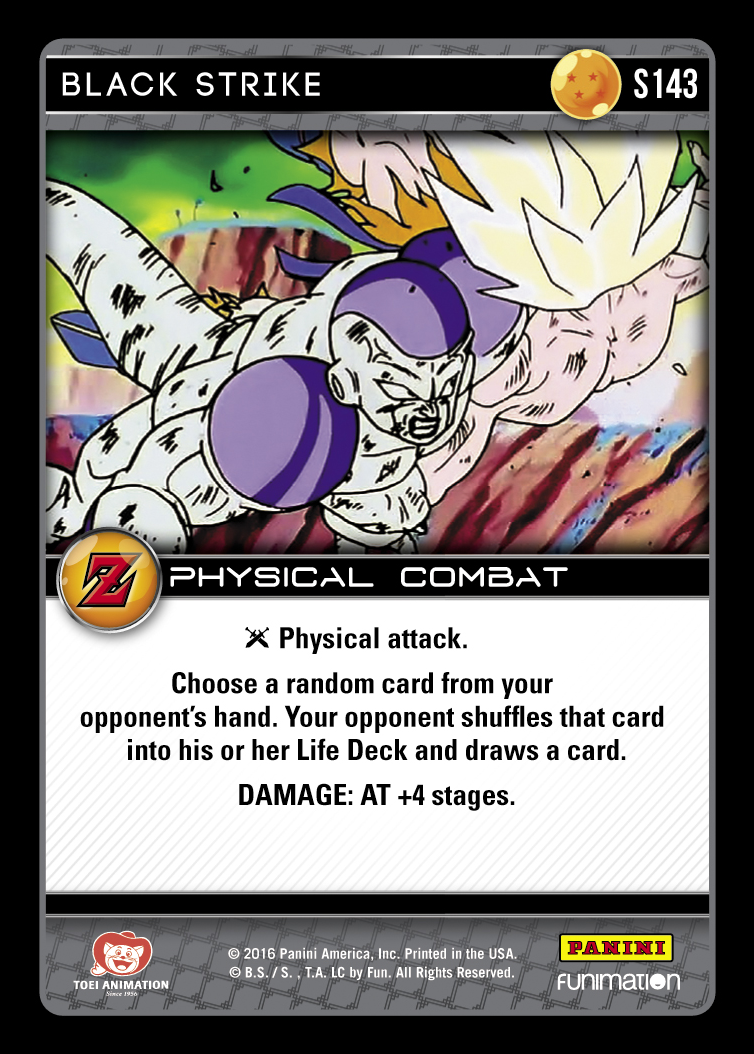 BLACK STRIKE
S143
Z
PHYSICAL COMBAT
Physical attack.
Choose a random card from your
opponent's hand. Your opponent shuffles that card
into his or her Life Deck and draws a card.
DAMAGE: AT +4 stages.
TOEI ANIMATION
Since 1956
© 2016 Panini America, Inc. Printed in the USA.
© B.S. / S. , T.A. LC by Fun. All Rights Reserved.
PANINI
FUNIMATION